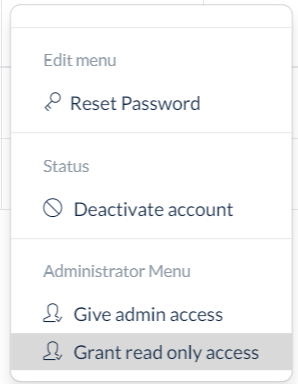 Edit menu
Reset Password
Status
Deactivate account
Administrator Menu
Give admin access
Grant read only access